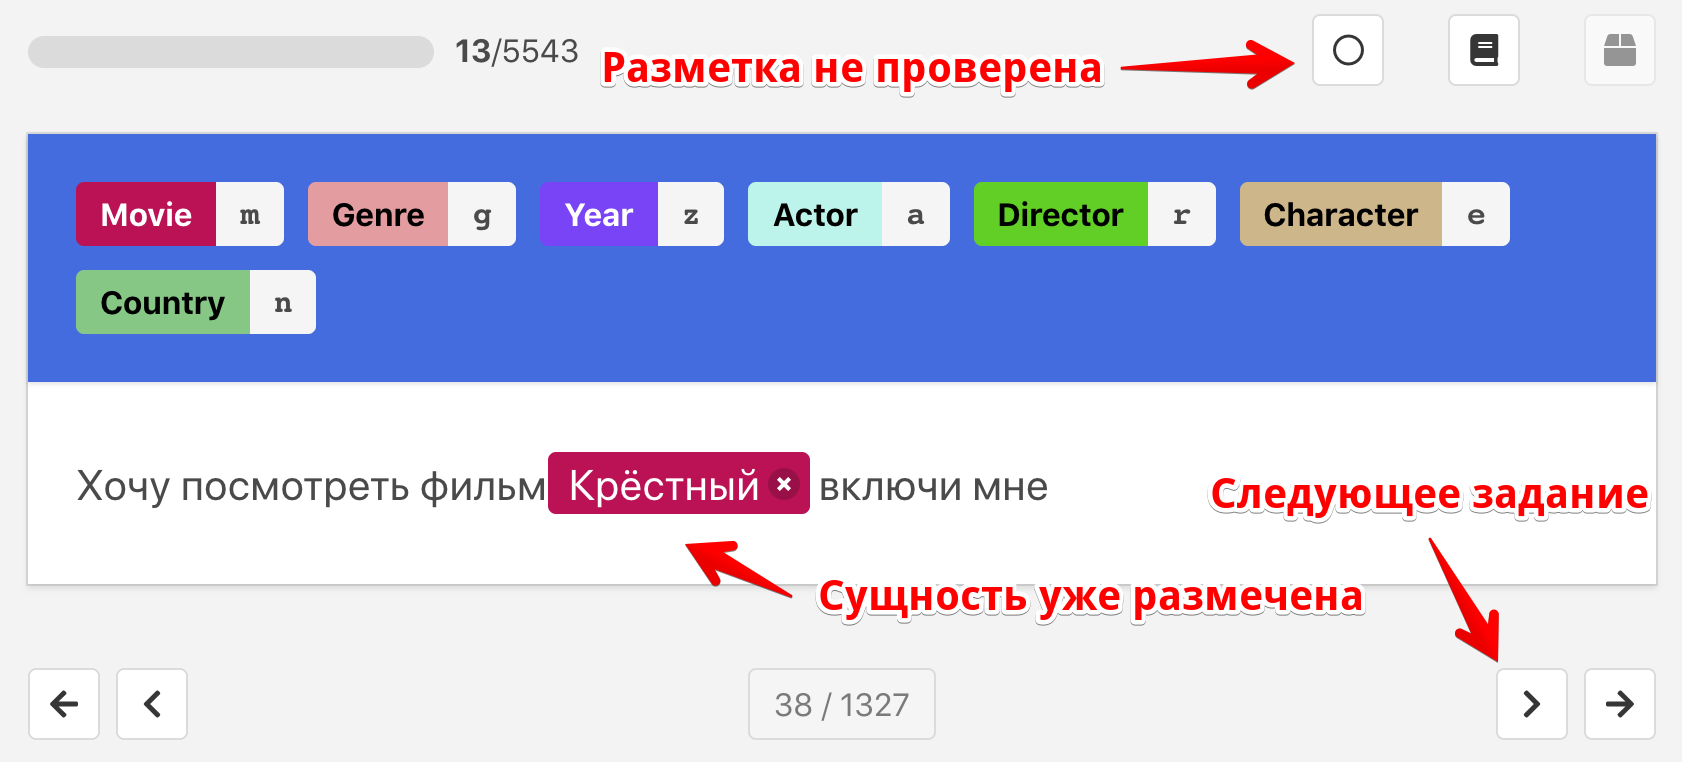 13/5543
Разметка не проверена
Movie m Genre g Year z Actor a Director r Character e
Country n
Хочу посмотреть фильм Крёстный включи мне
Следующее задание
Сущность уже размечена
38 / 1327